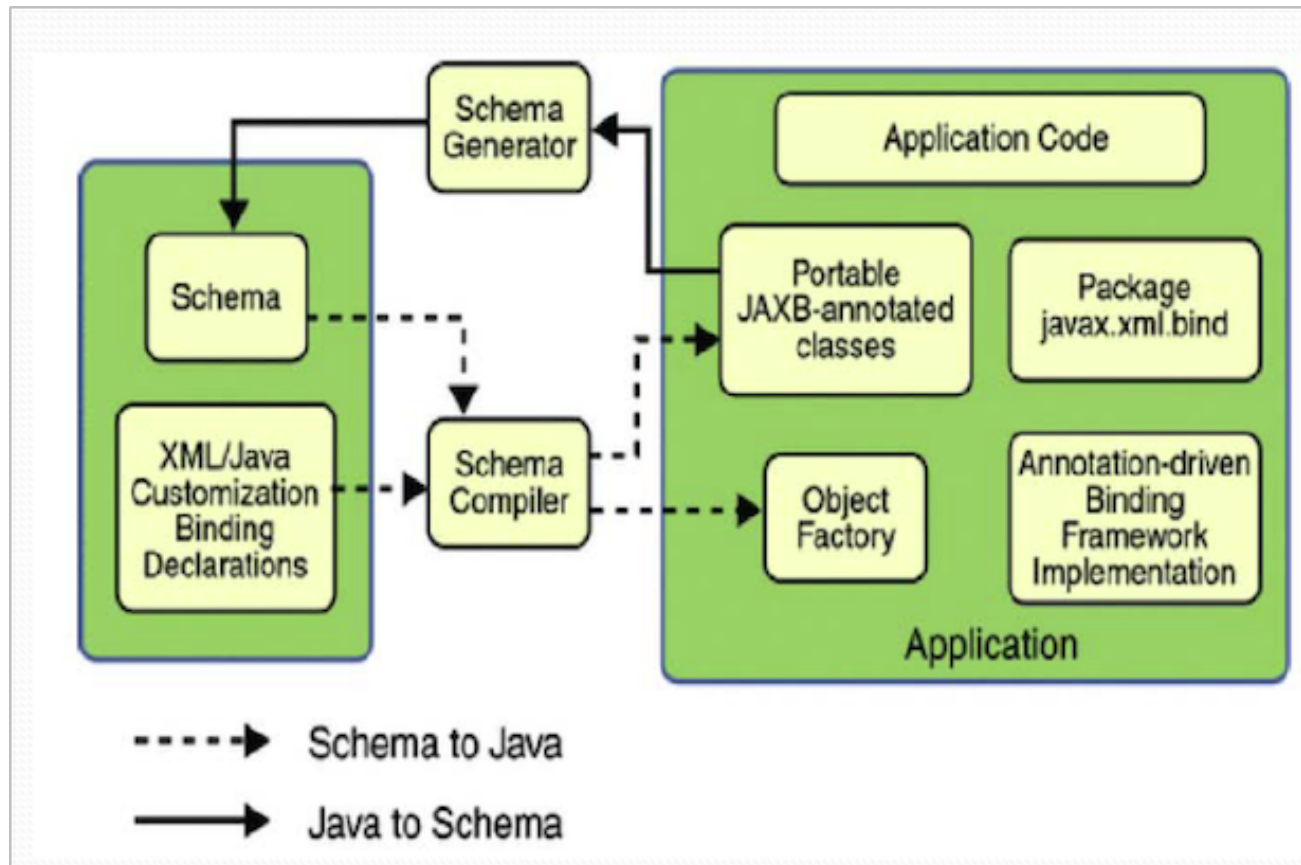 Schema
Generator
Application Code
Schema
Portable
JAXB-annotated
classes
Package
javax.xml.bind
XML/Java
Customization
Binding
Declarations
Schema
Compiler
Object
Factory
Annotation-driven
Binding
Framework
Implementation
Application
Schema to Java
Java to Schema